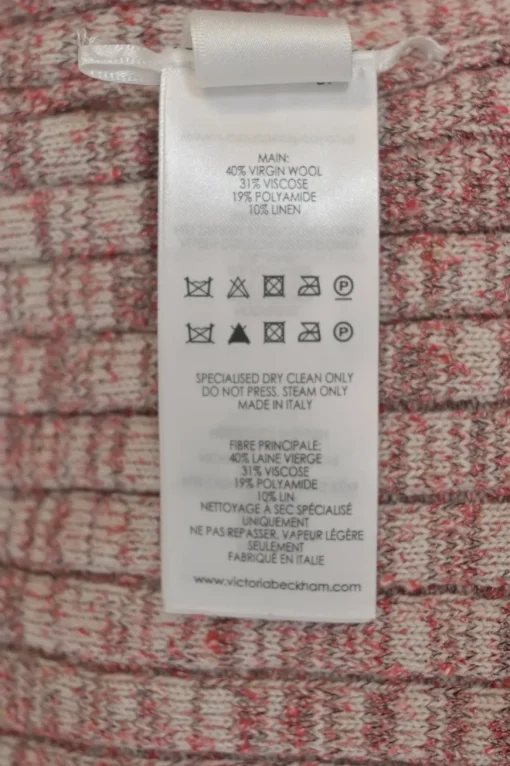 MAIN:
40% VIRGIN WOOL
31% VISCOSE
19% POLYAMIDE
10% LINEN
P
P
SPECIALISED DRY CLEAN ONLY
DO NOT PRESS. STEAM ONLY
MADE IN ITALY
FIBRE PRINCIPALE:
40% LAINE VIERGE
31% VISCOSE
19% POLYAMIDE
10% LIN
NETTOYAGE À SEC SPÉCIALISÉ
UNIQUEMENT
NE PAS REPASSER. VAPEUR LÉGÈRE
SEULEMENT
FABRIQUÉ EN ITALIE
www.victoriabeckham.com